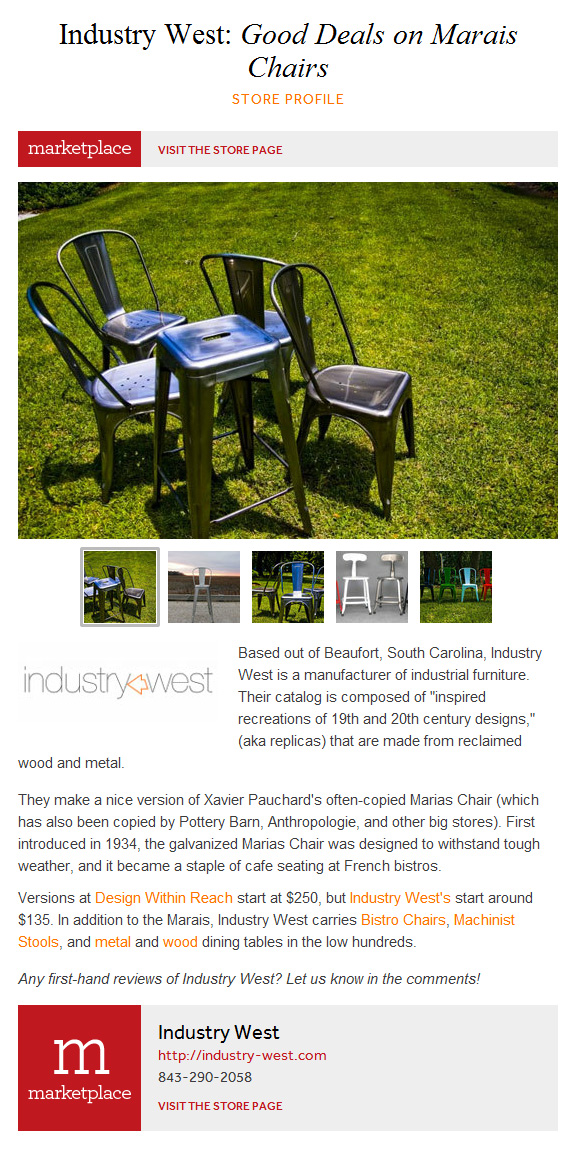 Industry West: Good Deals on Marais
Chairs
STORE PROFILE
marketplace VISIT THE STORE PAGE
industry west
Based out of Beaufort, South Carolina, Industry
West is a manufacturer of industrial furniture.
Their catalog is composed of "inspired
recreations of 19th and 20th century designs,"
(aka replicas) that are made from reclaimed
wood and metal.
They make a nice version of Xavier Pauchard's often-copied Marias Chair (which
has also been copied by Pottery Barn, Anthropologie, and other big stores). First
introduced in 1934, the galvanized Marias Chair was designed to withstand tough
weather, and it became a staple of cafe seating at French bistros.
Versions at Design Within Reach start at $250, but Industry West's start around
$135. In addition to the Marais, Industry West carries Bistro Chairs, Machinist
Stools, and metal and wood dining tables in the low hundreds.
Any first-hand reviews of Industry West? Let us know in the comments!
m
marketplace
Industry West
http://industry-west.com
843-290-2058
VISIT THE STORE PAGE